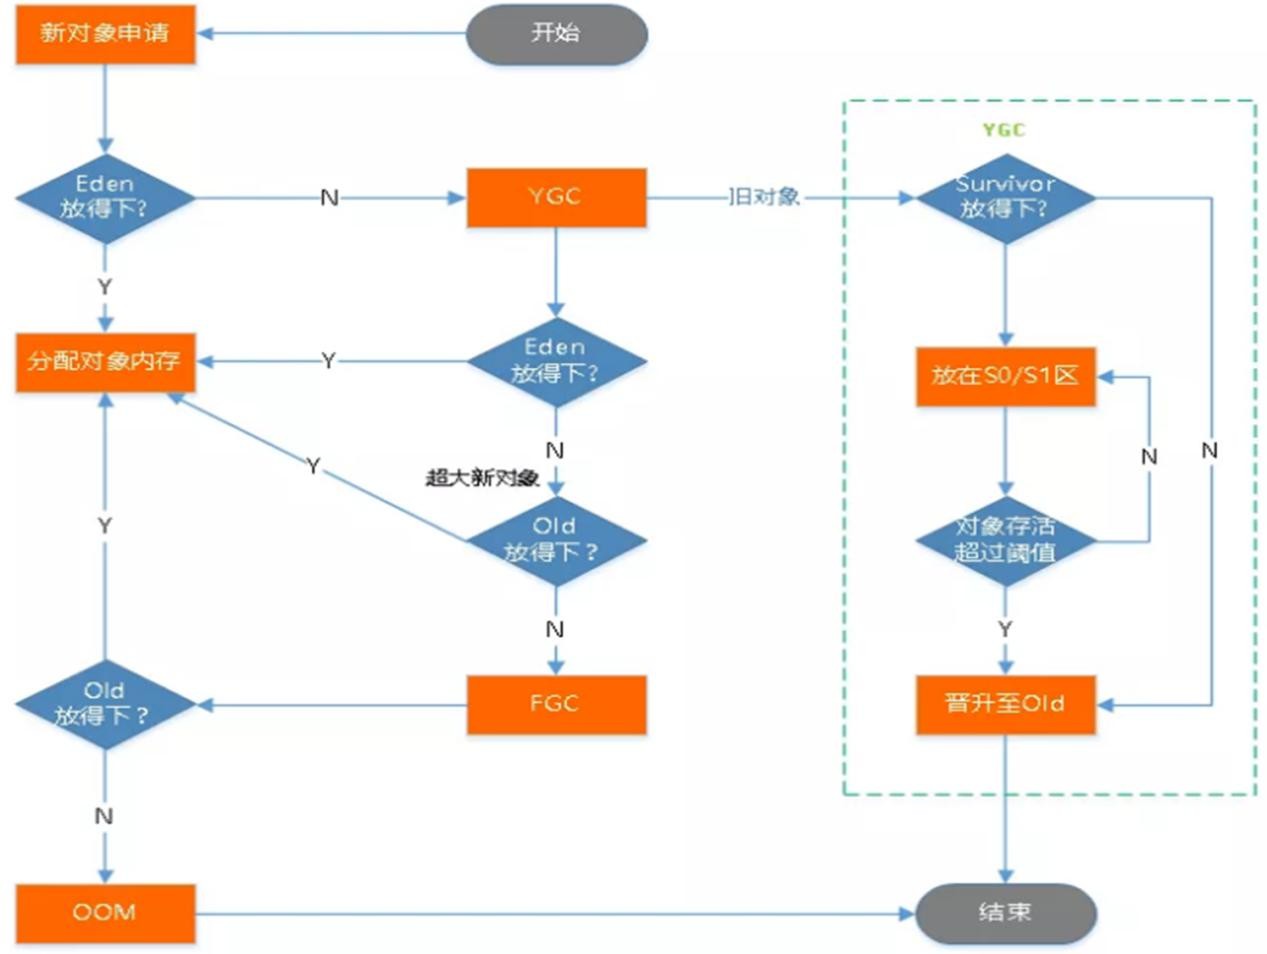 新对象申请
开始
YGC
Eden
放得下?
N
YGC
旧对象
Survivor
放得下?
Y
分配对象内存
Y
Eden
放得下?
放在S0/S1区
N
N
N
Y
超大新对象
Y
Old
放得下？
对象存活
超过阈值
N
Y
Old
放得下？
FGC
晋升至Old
N
OOM
结束